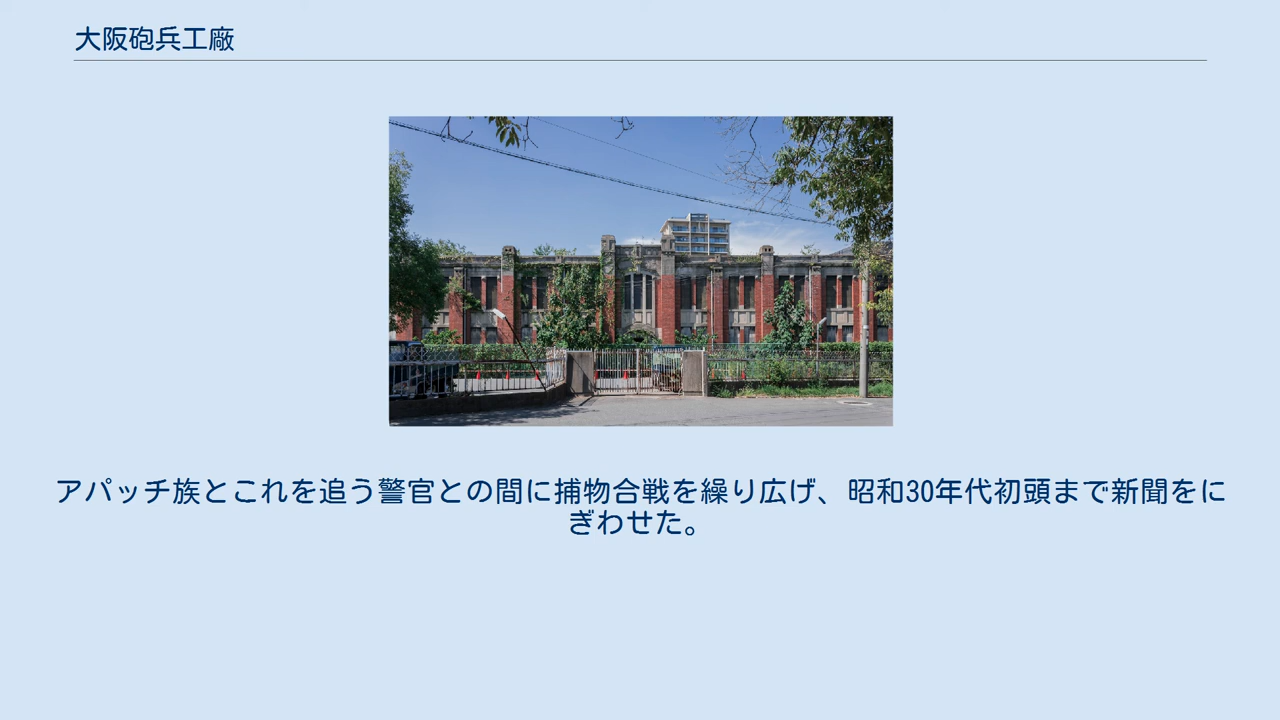 大阪砲兵工廠
アパッチ族とこれを追う警官との間に捕物合戦を繰り広げ、昭和30年代初頭まで新聞をに
ぎわせた。